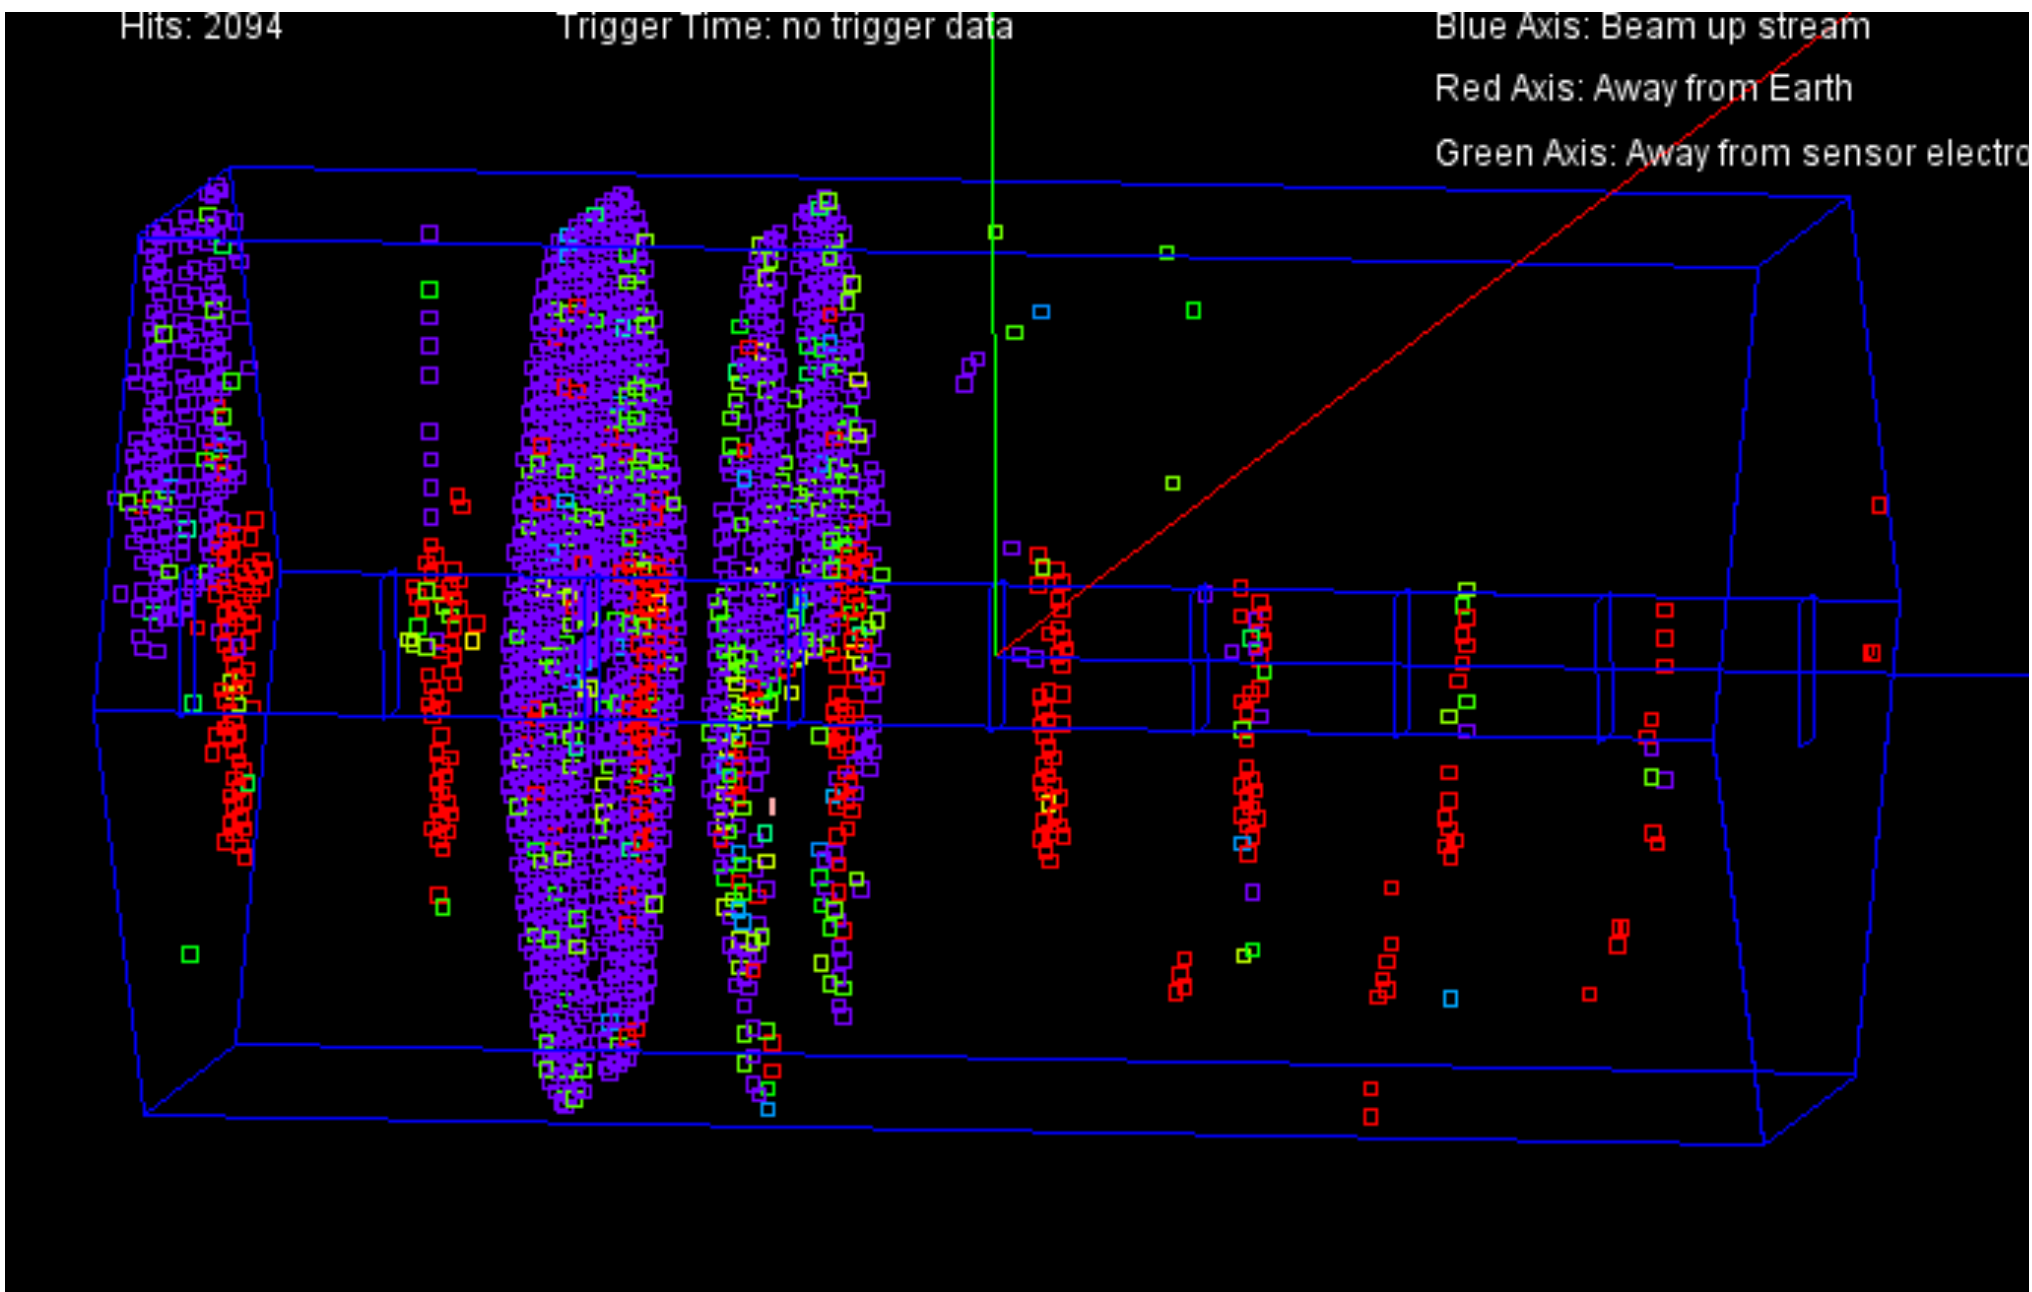 Hits: 2094
Trigger Time: no trigger data
Blue Axis: Beam up stream
Red Axis: Away from Earth
Green Axis: Away from sensor electro